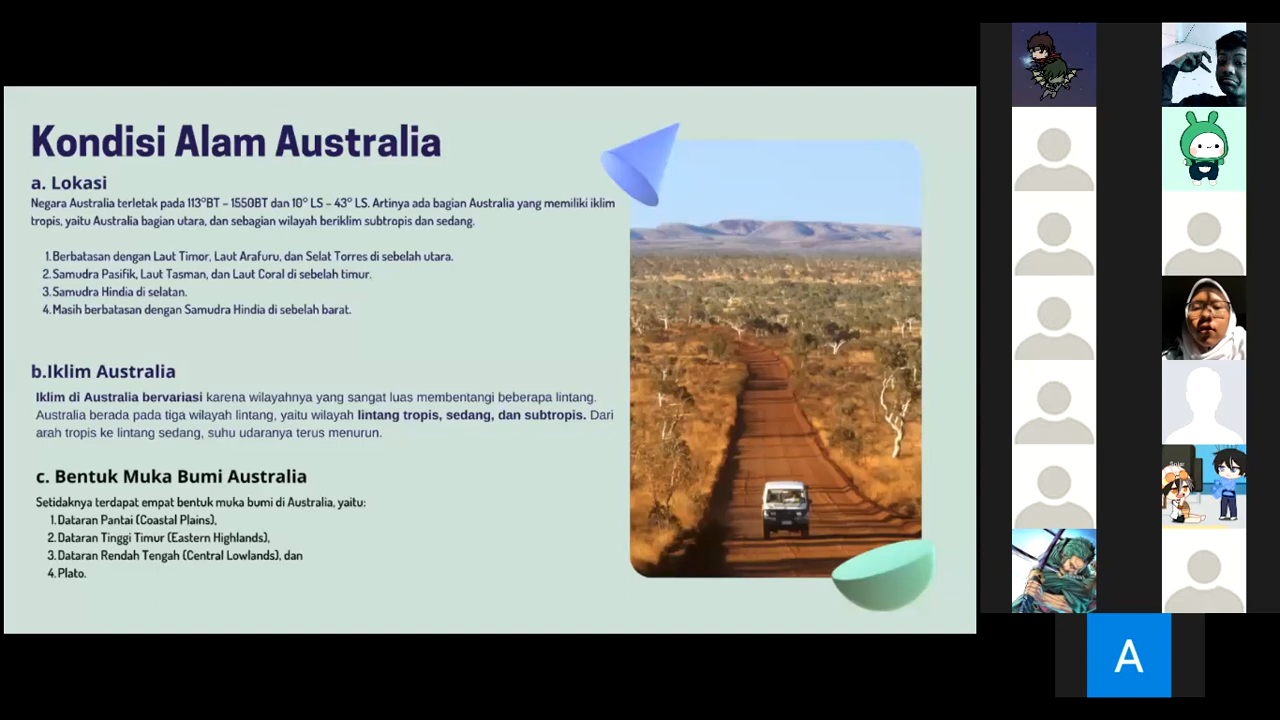 Kondisi Alam Australia
a. Lokasi
Negara Australia terletak pada 113°BT – 1550BT dan 10° LS – 43° LS. Artinya ada bagian Australia yang memiliki iklim
tropis, yaitu Australia bagian utara, dan sebagian wilayah beriklim subtropis dan sedang.
1. Berbatasan dengan Laut Timor, Laut Arafuru, dan Selat Torres di sebelah utara.
2. Samudra Pasifik, Laut Tasman, dan Laut Coral di sebelah timur.
3. Samudra Hindia di selatan.
4. Masih berbatasan dengan Samudra Hindia di sebelah barat.
b.Iklim Australia
Iklim di Australia bervariasi karena wilayahnya yang sangat luas membentangi beberapa lintang.
Australia berada pada tiga wilayah lintang, yaitu wilayah lintang tropis, sedang, dan subtropis. Dari
arah tropis ke lintang sedang, suhu udaranya terus menurun.
c. Bentuk Muka Bumi Australia
Setidaknya terdapat empat bentuk muka bumi di Australia, yaitu:
1. Dataran Pantai (Coastal Plains),
2. Dataran Tinggi Timur (Eastern Highlands),
3. Dataran Rendah Tengah (Central Lowlands), dan
4. Plato.
A